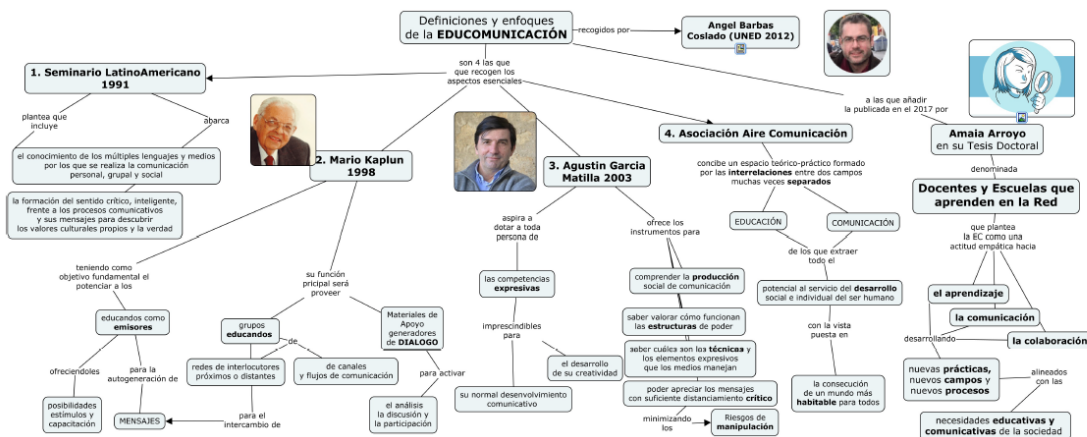 Definiciones y enfoques
de la EDUCOMUNICACIÓN
recogidos por
Angel Barbas
Coslado (UNED 2012)
son 4 las que
que recogen los
aspectos esenciales
a las que añadir
la publicada en el 2017 por
1. Seminario LatinoAmericano
1991
plantea que
incluye
abarca
el conocimiento de los múltiples lenguajes y medios
por los que se realiza la comunicación
personal, grupal y social
la formación del sentido crítico, inteligente,
frente a los procesos comunicativos
y sus mensajes para descubrir
los valores culturales propios y la verdad
2. Mario Kaplun
1998
teniendo como
objetivo fundamental el
potenciar a los
educandos como
emisores
ofreciendoles
posibilidades
estímulos y
capacitación
para la
autogeneración de
MENSAJES
su función
pricipal será
proveer
grupos
educandos
de
redes de interlocutores
próximos o distantes
de canales
y flujos de comunicación
para el
intercambio de
Materiales de
Apoyo
generadores
de DIALOGO
para activar
el análisis
la discusión y
la participación
3. Agustin Garcia
Matilla 2003
aspira a
dotar a toda
persona de
las competencias
expresivas
imprescindibles
para
el desarrollo
de su creatividad
su normal desenvolvimiento
comunicativo
ofrece los
instrumentos para
comprender la producción
social de comunicación
saber valorar cómo funcionan
las estructuras de poder
saber cuáles son las técnicas y
los elementos expresivos
que los medios manejan
poder apreciar los mensajes
con suficiente distanciamiento crítico
minimizando
los
Riesgos de
manipulación
4. Asociación Aire Comunicación
concibe un espacio teórico-práctico formado
por las interrelaciones entre dos campos
muchas veces separados
EDUCACIÓN
COMUNICACIÓN
de los que extraer
todo el
potencial al servicio del desarrollo
social e individual del ser humano
con la vista
puesta en
la consecución
de un mundo más
habitable para todos
Amaia Arroyo
en su Tesis Doctoral
denominada
Docentes y Escuelas que
aprenden en la Red
que plantea
la EC como una
actitud empática hacia
el aprendizaje
la comunicación
la colaboración
desarrollando
nuevas prácticas,
nuevos campos y
nuevos procesos
alineados
con las
necesidades educativas y
comunicativas de la sociedad